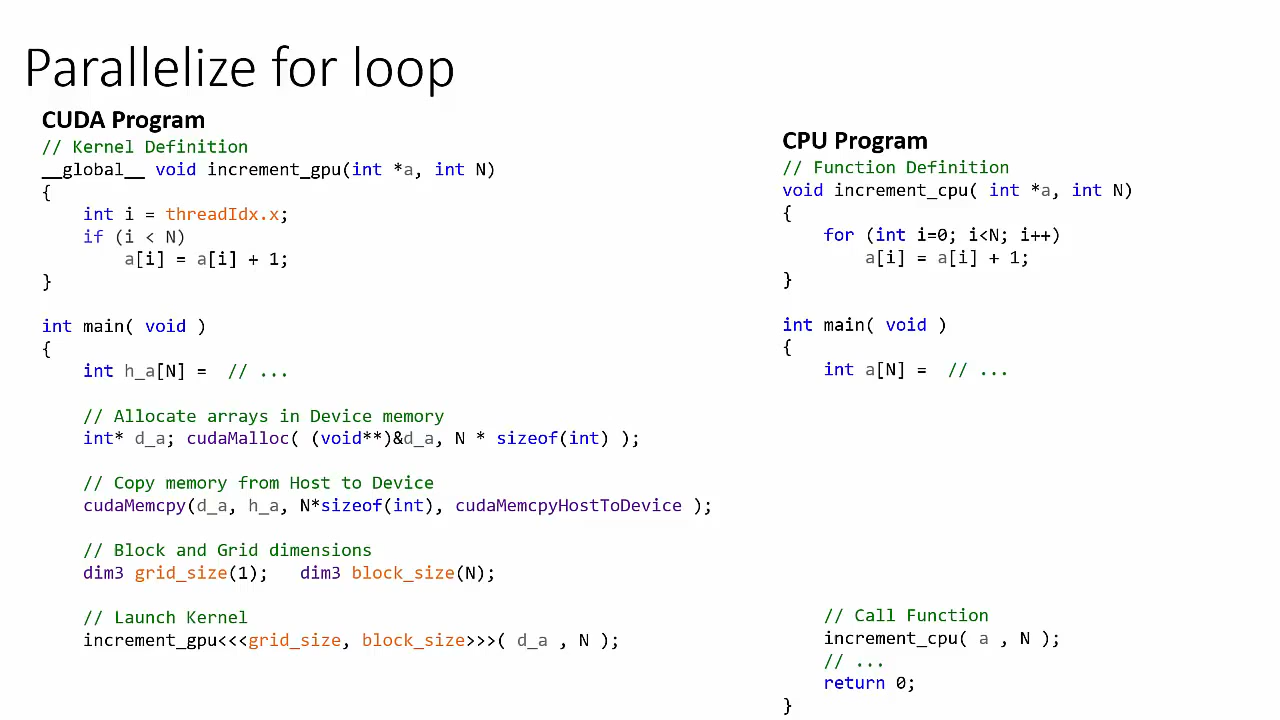 Parallelize for loop
CUDA Program
// Kernel Definition
__global__ void increment_gpu(int *a, int N)
{
    int i = threadIdx.x;
    if (i < N)
        a[i] = a[i] + 1;
}
int main( void )
{
    int h_a[N] =  // ...
    // Allocate arrays in Device memory
    int* d_a; cudaMalloc( (void**)&d_a, N * sizeof(int) );
    // Copy memory from Host to Device
    cudaMemcpy(d_a, h_a, N*sizeof(int), cudaMemcpyHostToDevice );
    // Block and Grid dimensions
    dim3 grid_size(1);   dim3 block_size(N);
    // Launch Kernel
    increment_gpu<<<grid_size, block_size>>>( d_a , N );
CPU Program
// Function Definition
void increment_cpu( int *a, int N)
{
    for (int i=0; i<N; i++)
        a[i] = a[i] + 1;
}
int main( void )
{
    int a[N] =  // ...
    // Call Function
    increment_cpu( a , N );
    // ...
    return 0;
}